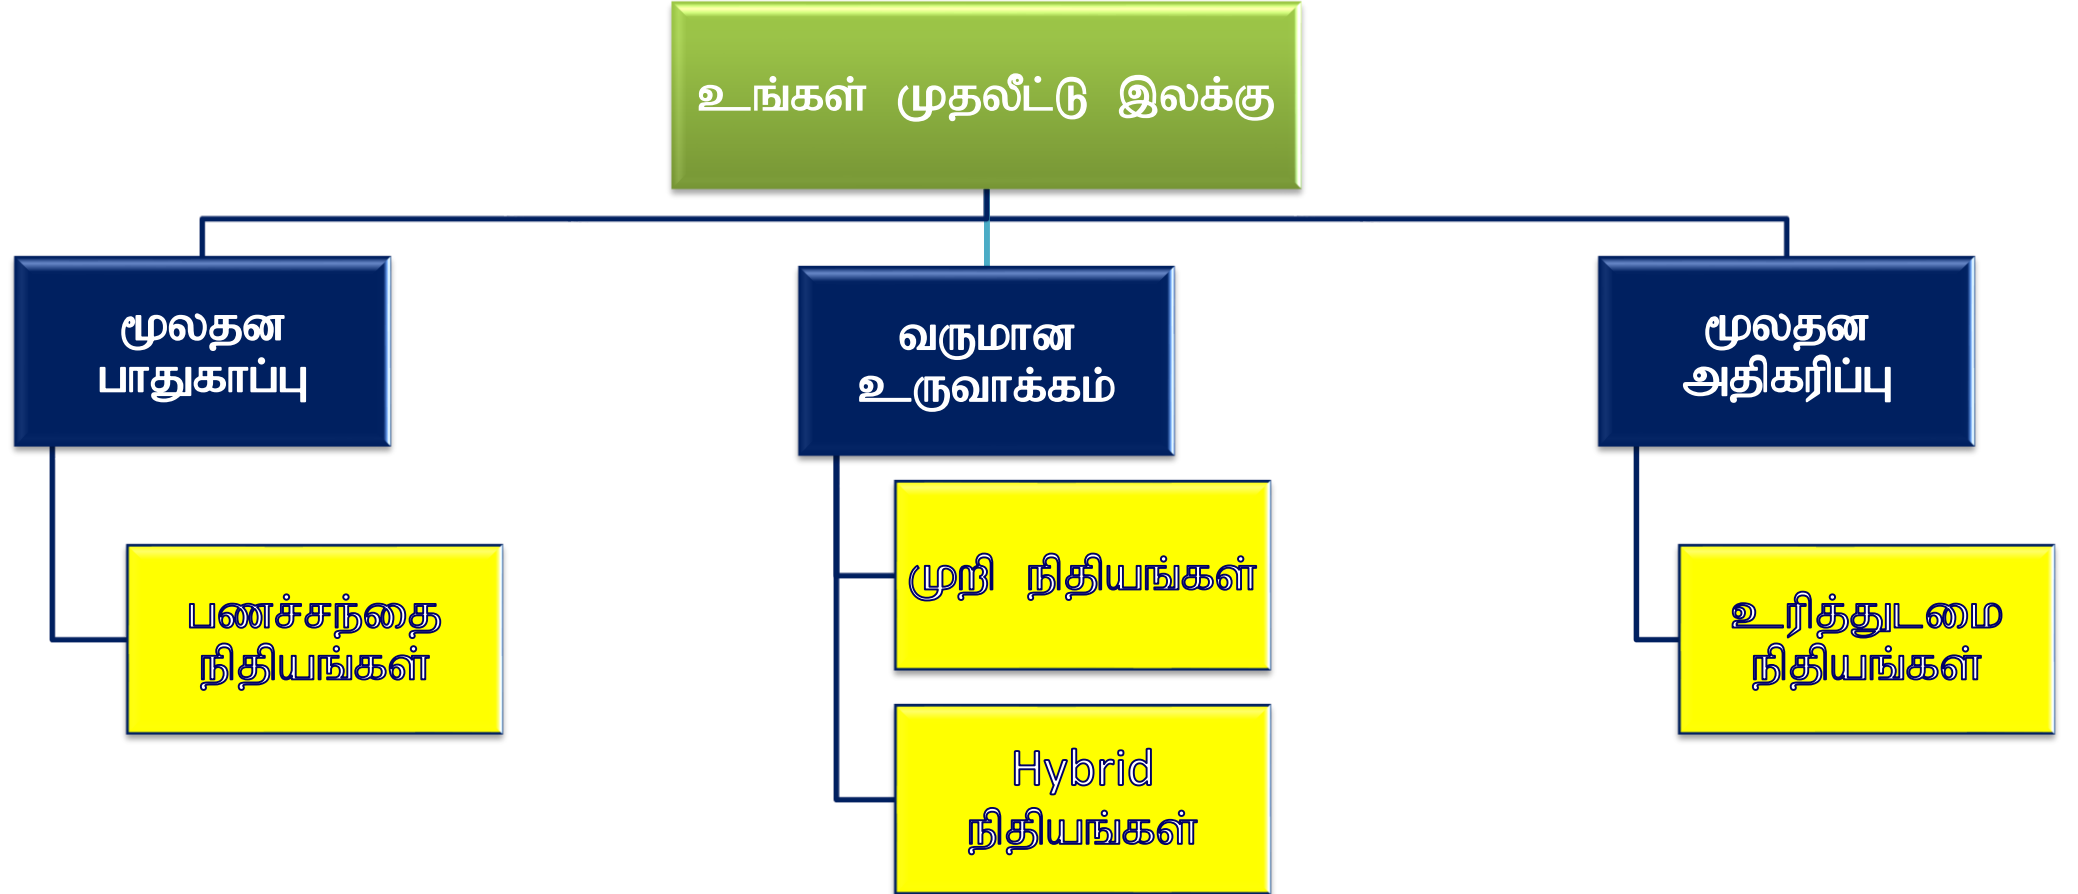 உங்கள் முதலீட்டு இலக்கு
மூலதன
பாதுகாப்பு
பணச்சந்தை
நிதியங்கள்
வருமான
உருவாக்கம்
முறி நிதியங்கள்
Hybrid
நிதியங்கள்
மூலதன
அதிகரிப்பு
உரித்துடமை
நிதியங்கள்